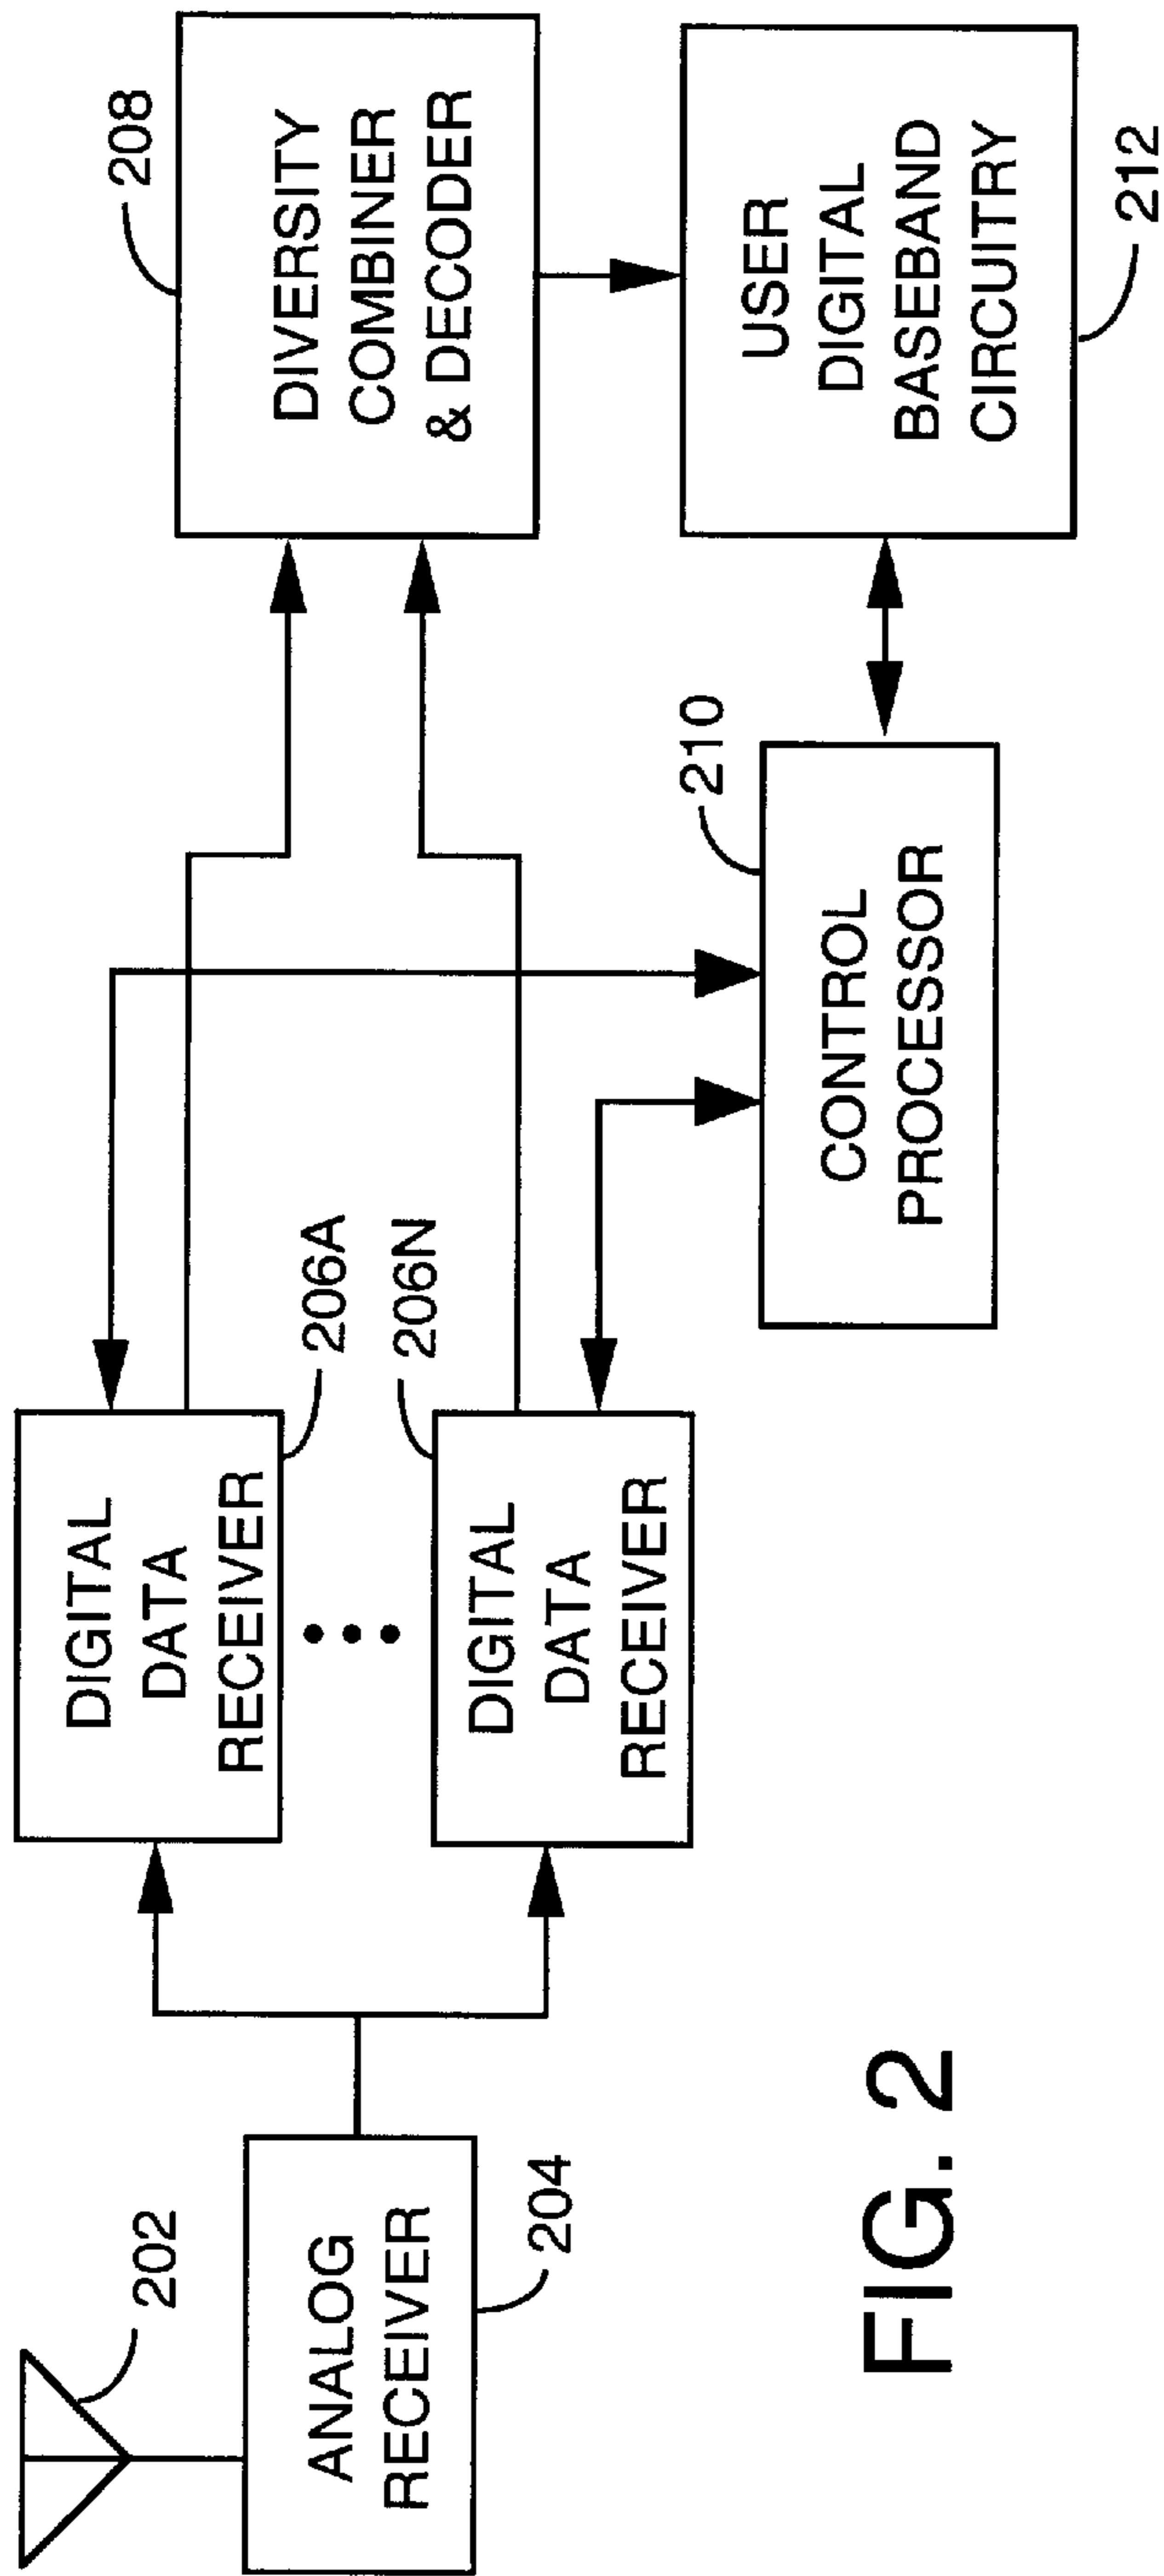 202
ANALOG
RECEIVER
204
DIGITAL
DATA
RECEIVER
206A
DIGITAL
DATA
RECEIVER
206N
208
DIVERSITY
COMBINER
& DECODER
210
CONTROL
PROCESSOR
USER
DIGITAL
BASEBAND
CIRCUITRY
212
FIG. 2